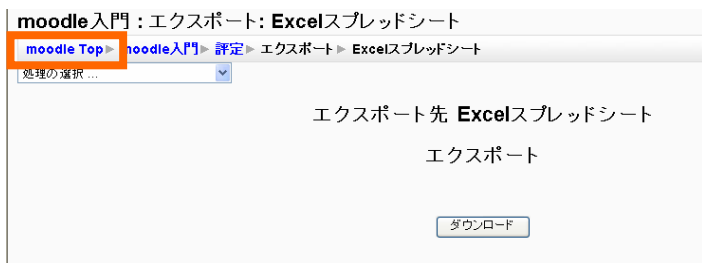 moodle入門 : エクスポート: Excelスプレッドシート
moodle Top ▶ moodle入門 ▶ 評定 ▶ エクスポート ▶ Excelスプレッドシート
処理の選択 ...
エクスポート先 Excelスプレッドシート
エクスポート
ダウンロード